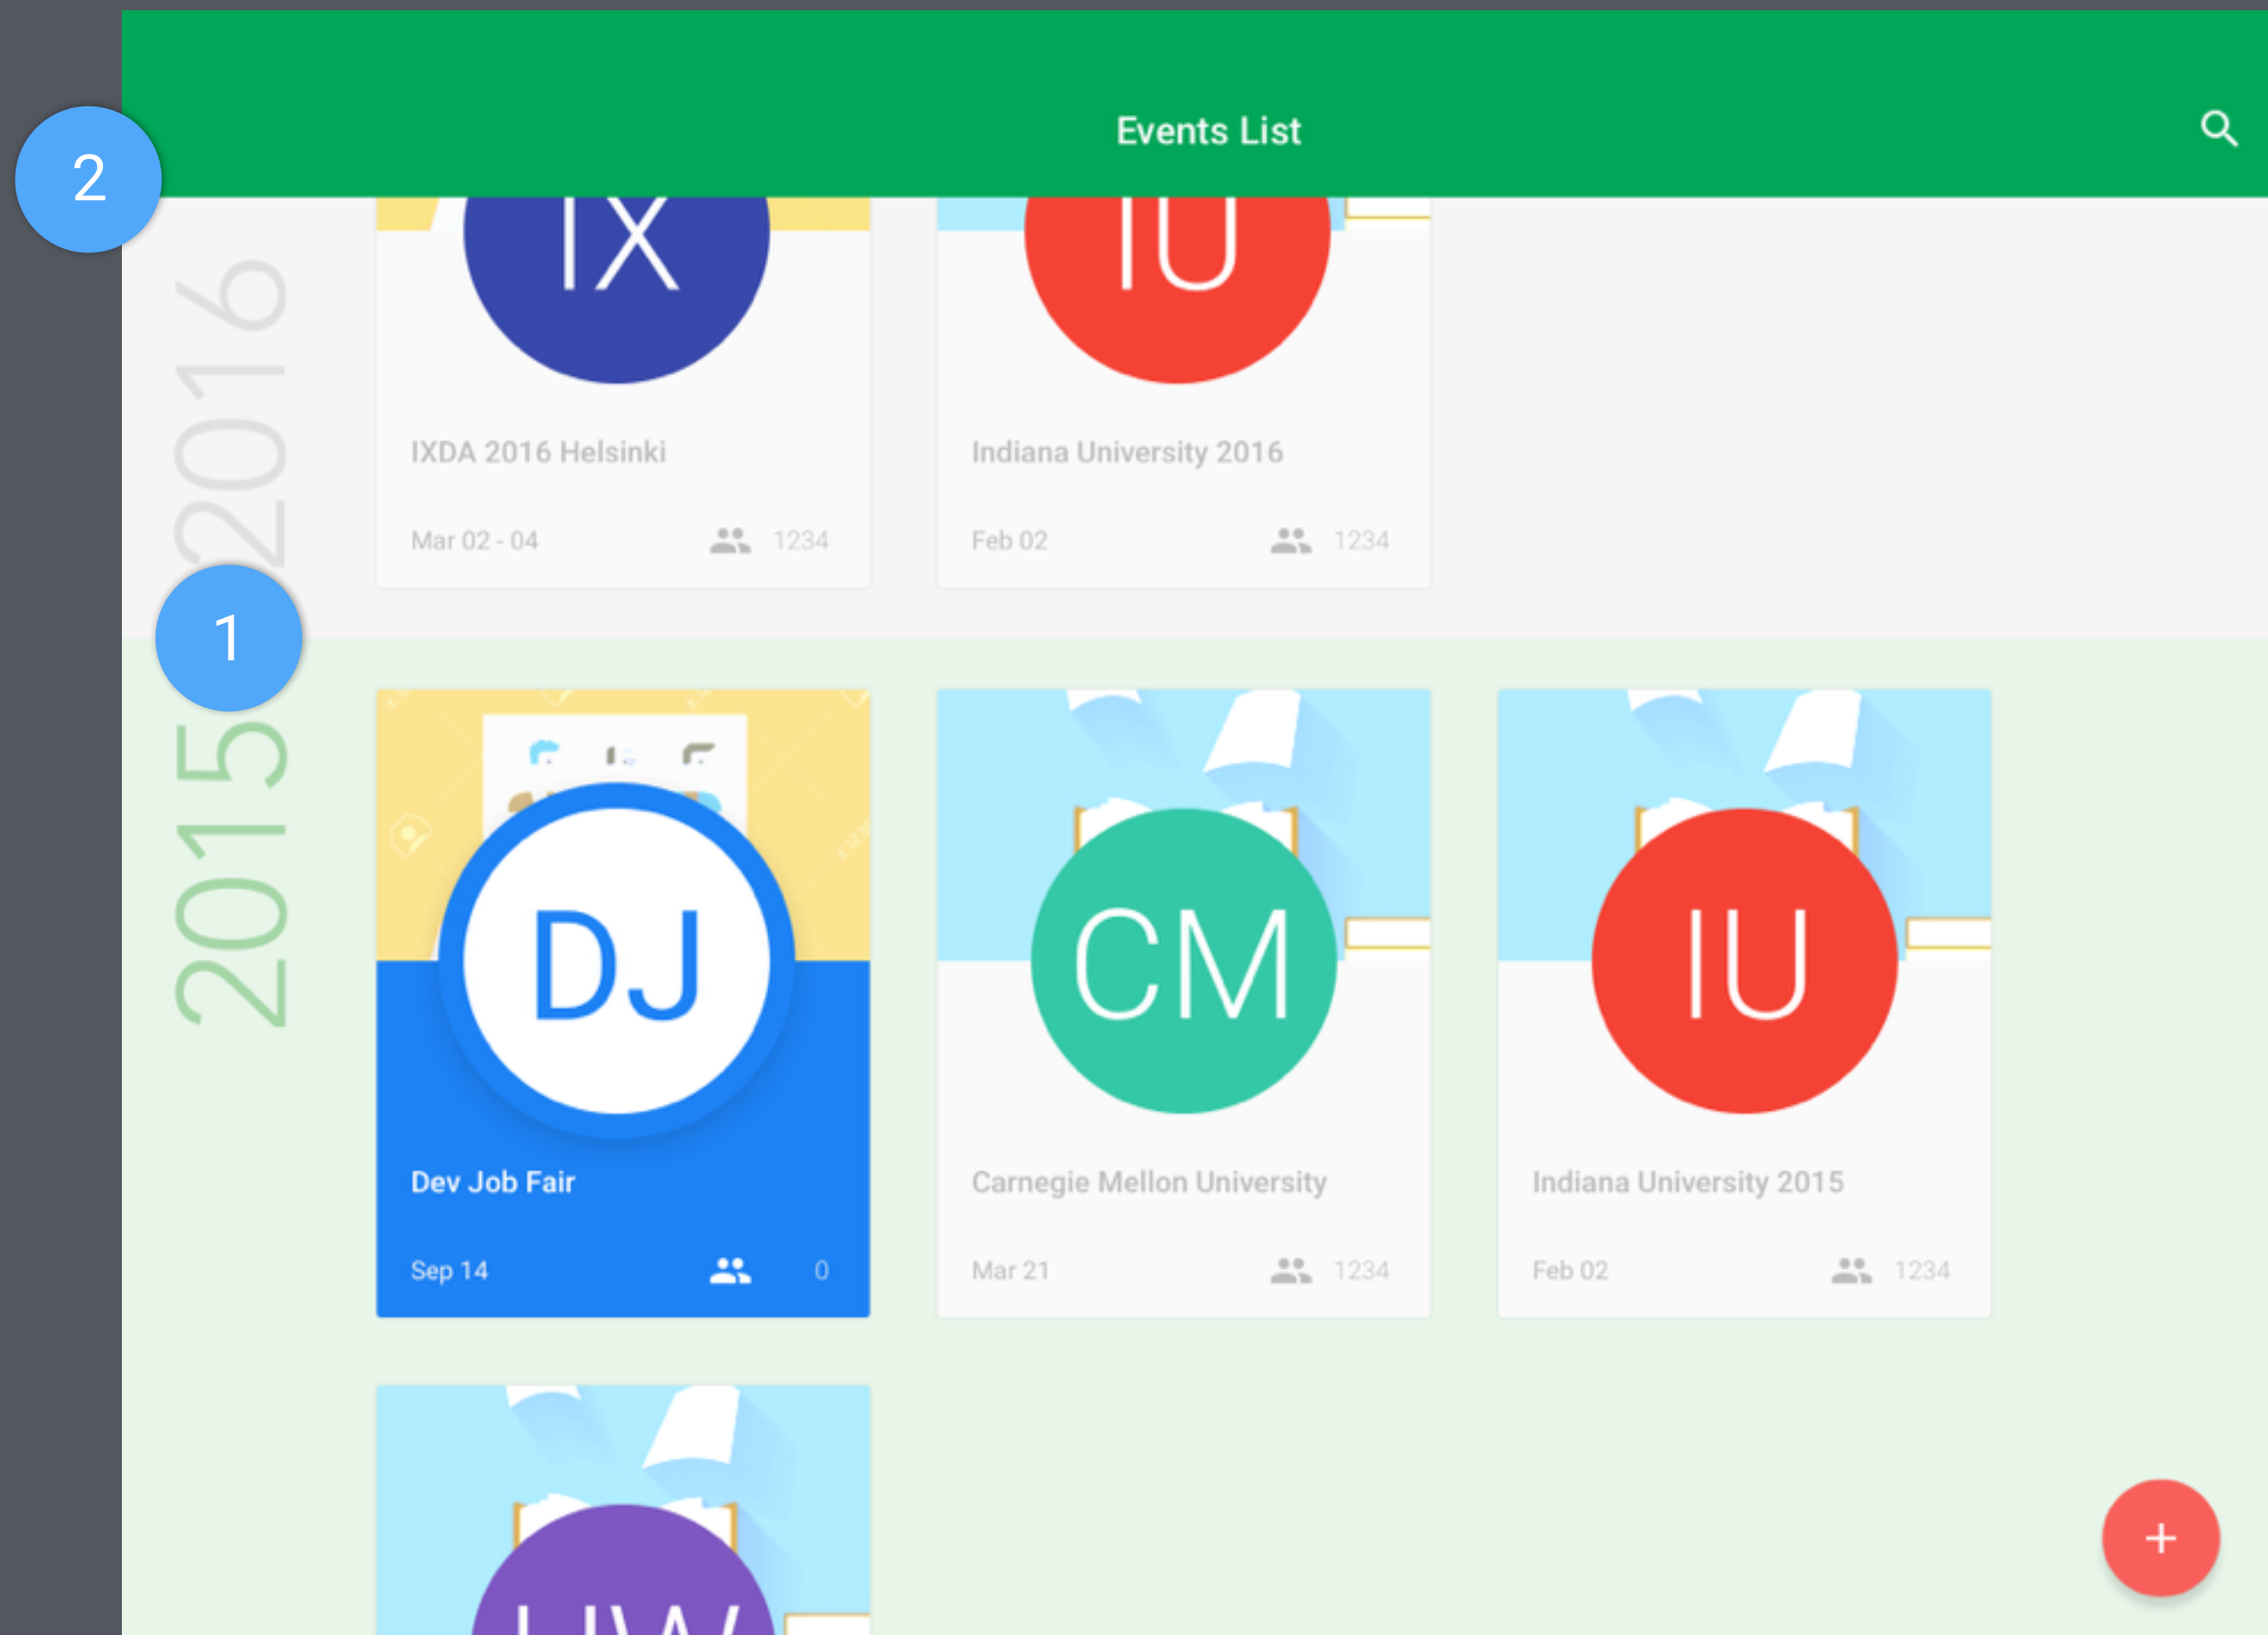 Events List
2
IX
IU
2016
IXDA 2016 Helsinki
Indiana University 2016
Mar 02 - 04
1234
Feb 02
1234
1
2015
DJ
CM
IU
Dev Job Fair
Carnegie Mellon University
Indiana University 2015
Sep 14
0
Mar 21
1234
Feb 02
1234
+